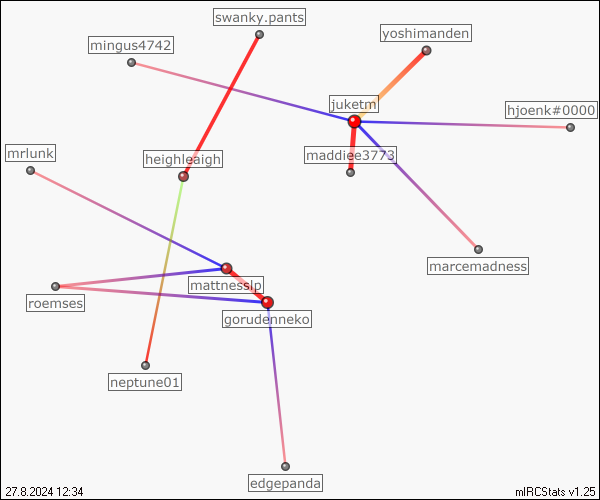 swanky.pants
yoshimanden
mingus4742
juketm
hjoenk#0000
mrlunk
heighleaigh
maddiee3773
marcemadness
mattnessip
roemses
gorudenneko
neptune01
edgepanda
27.8.2024 12:34
mIRCStats v1.25